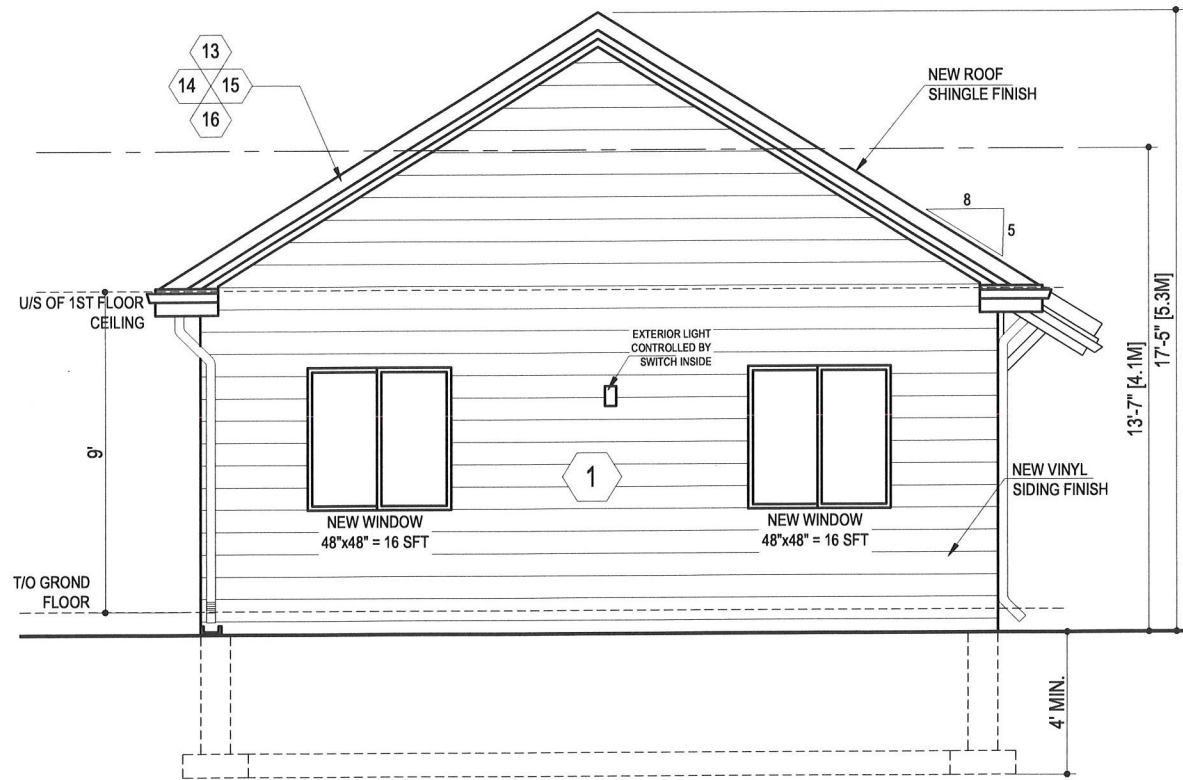 13
14 15
16
NEW ROOF
SHINGLE FINISH
8
5
U/S OF 1ST FLOOR
CEILING
EXTERIOR LIGHT
CONTROLLED BY
SWITCH INSIDE
13'-7" [4.1M]
17'-5" [5.3M]
9'
1
NEW VINYL
SIDING FINISH
NEW WINDOW
48"x48" = 16 SFT
NEW WINDOW
48"x48" = 16 SFT
T/O GROND
FLOOR
4' MIN.